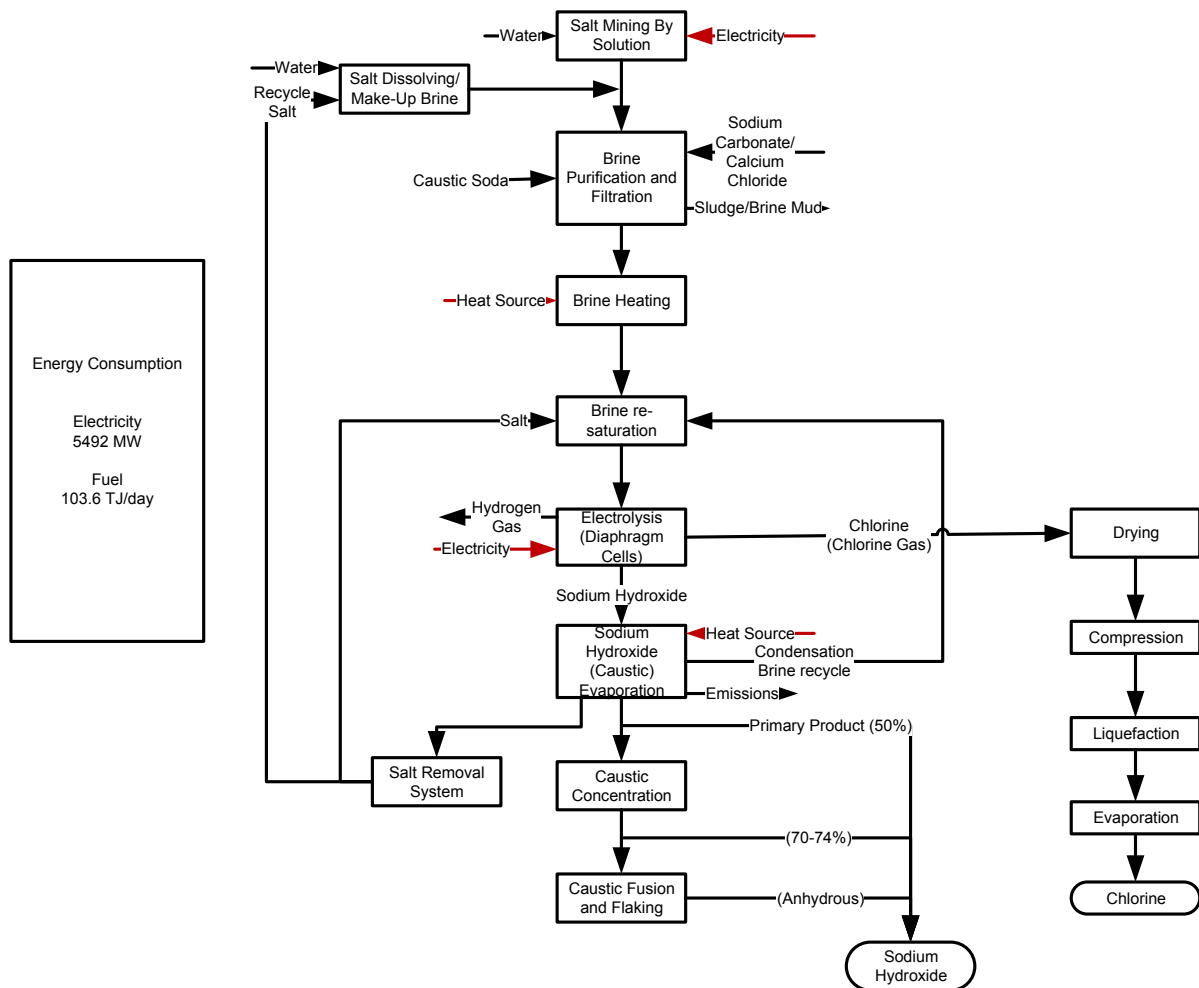 Salt Mining By
Solution
Water
Electricity
Water
Recycle
Salt
Salt Dissolving/
Make-Up Brine
Sodium
Carbonate/
Calcium
Chloride
Brine
Purification and
Filtration
Caustic Soda
Sludge/Brine Mud
Energy Consumption
Electricity
5492 MW
Fuel
103.6 TJ/day
Heat Source
Brine Heating
Salt
Brine re-
saturation
Hydrogen
Gas
Electricity
Electrolysis
(Diaphragm
Cells)
Chlorine
(Chlorine Gas)
Drying
Sodium Hydroxide
Sodium
Hydroxide
(Caustic)
Evaporation
Heat Source
Condensation
Brine recycle
Emissions
Compression
Primary Product (50%)
Liquefaction
Salt Removal
System
Caustic
Concentration
Evaporation
(70-74%)
Caustic Fusion
and Flaking
(Anhydrous)
Chlorine
Sodium
Hydroxide